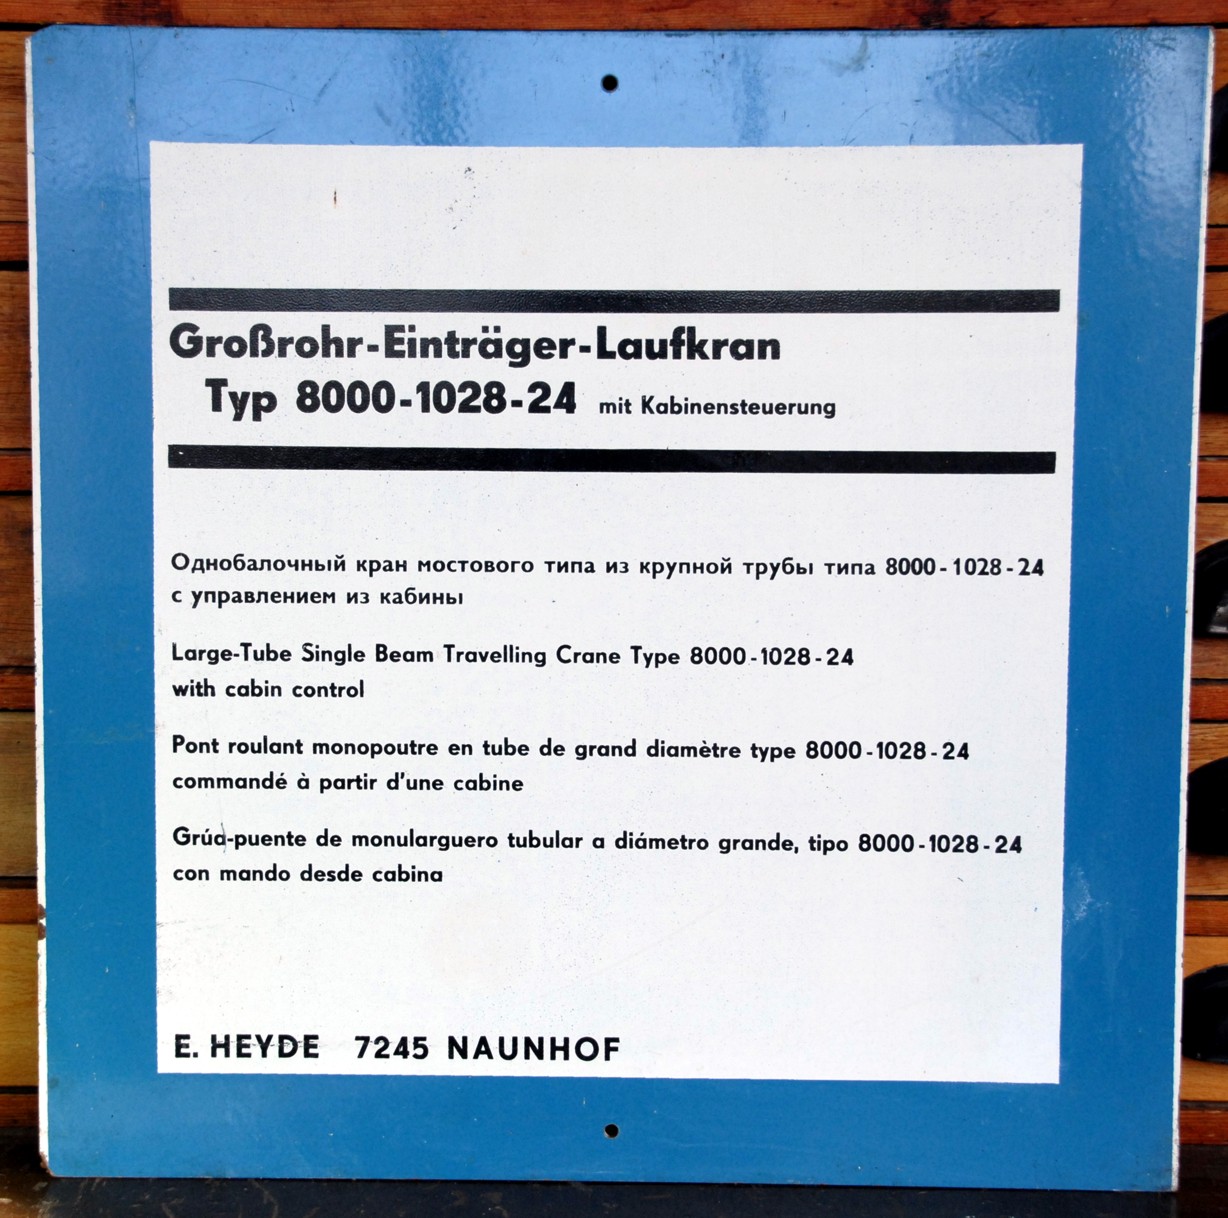 Großrohr-Einträger-Laufkran
Typ 8000-1028-24 mit Kabinensteuerung
Однобалочный кран мостового типа из крупной трубы типа 8000-1028-24
с управлением из кабины
Large-Tube Single Beam Travelling Crane Type 8000-1028-24
with cabin control
Pont roulant monopoutre en tube de grand diamètre type 8000-1028-24
commandé à partir d'une cabine
Grúa-puente de monularguero tubular a diámetro grande, tipo 8000-1028-24
con mando desde cabina
E. HEYDE 7245 NAUNHOF